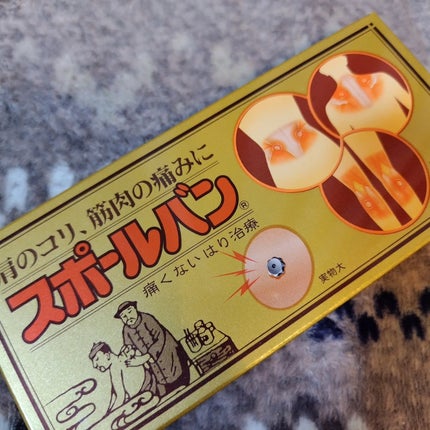 肩のコリ、筋肉の痛みに
スポールバン®
痛くないはり治療
実物大